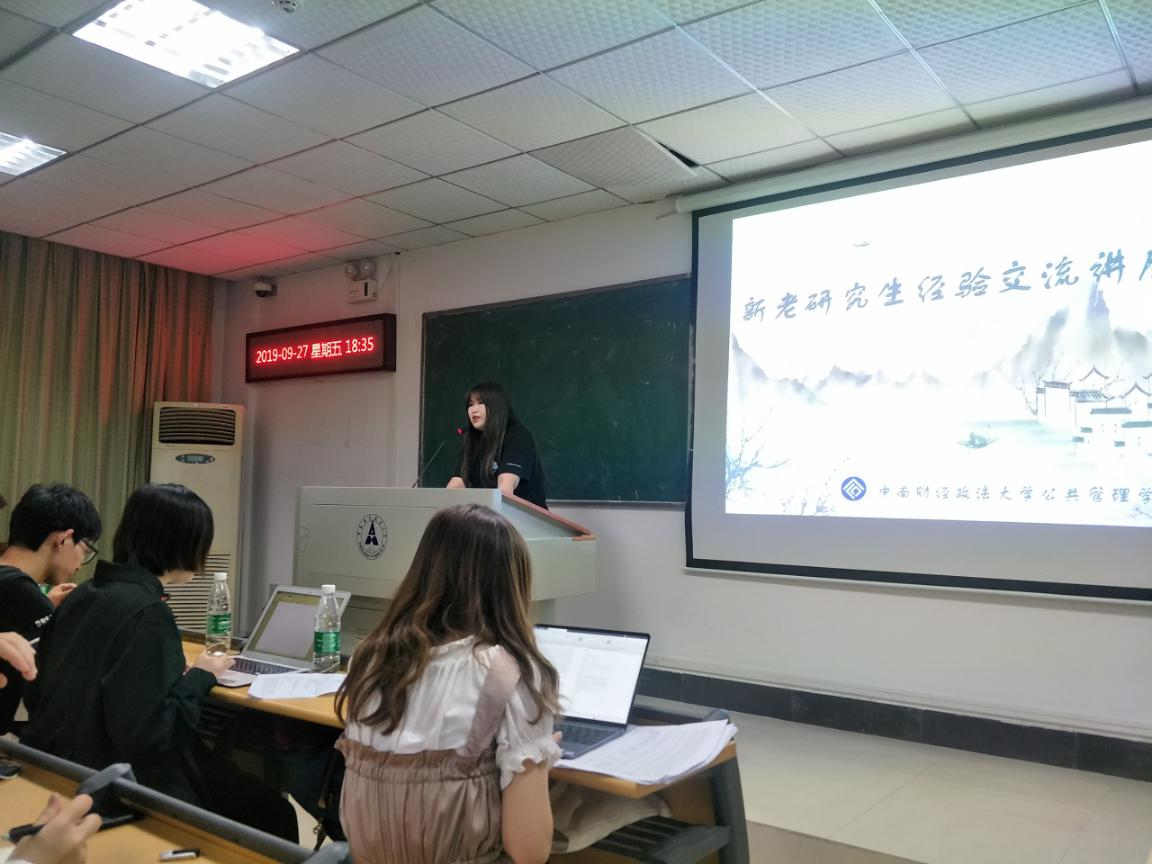 2019-09-27 星期五 18:35
新老研究生经验交流讲
中南财经政法大学公共管理学